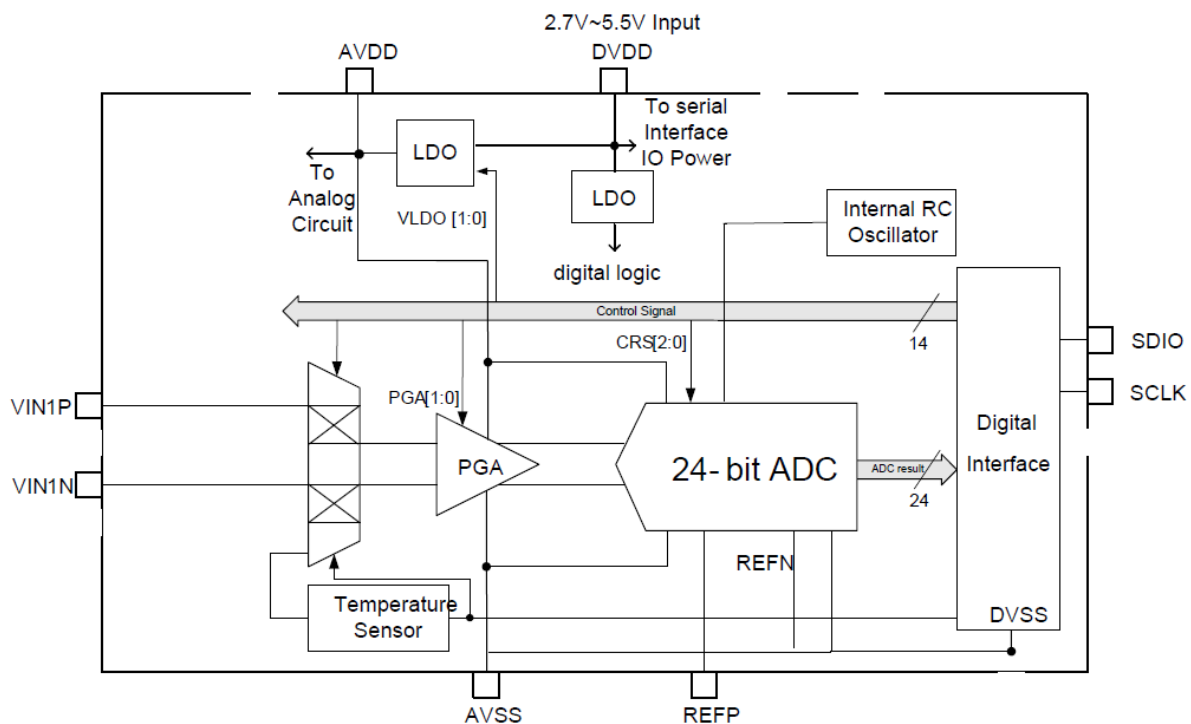 2.7V~5.5V Input
AVDD
DVDD
To serial
Interface
IO Power
LDO
To
Analog
Circuit
LDO
VLDO [1:0]
Internal RC
Oscillator
digital logic
Control Signal
14
CRS[2:0]
SDIO
PGA[1:0]
SCLK
VIN1P
Digital
Interface
PGA
24- bit ADC
ADC result
24
VIN1N
REFN
Temperature
Sensor
DVSS
AVSS
REFP